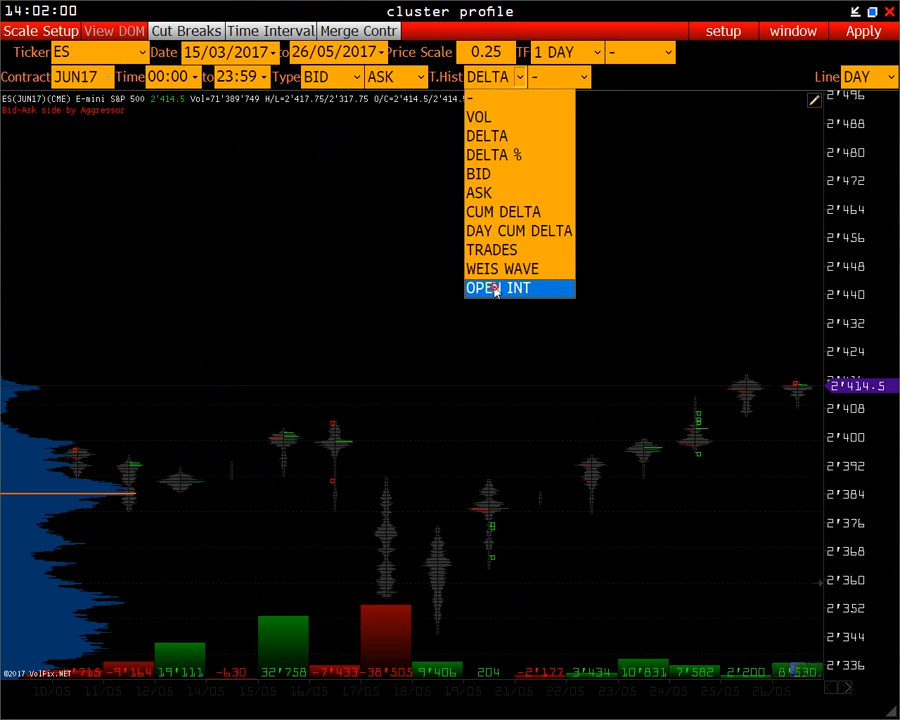 14:02:00 cluster profile
Scale Setup View DOM Cut Breaks Time Interval Merge Contr setup window Apply
Ticker ES Date 15/03/2017 to 26/05/2017 Price Scale 0.25 TF 1 DAY -
Contract JUN17 Time 00:00 to 23:59 Type BID ASK T.Hist DELTA - Line DAY
ES(JUN17)(CME) E-mini S&P 500 2'414.5 Vol=71'389'749 H/L=2'417.75/2'317.75 O/C=2'414.5/2'414.
Bid-Ask side by Aggressor
-
VOL
DELTA
DELTA %
BID
ASK
CUM DELTA
DAY CUM DELTA
TRADES
WEIS WAVE
OPEN INT
2'496
2'488
2'480
2'472
2'464
2'456
2'448
2'440
2'432
2'424
2'414.5
2'408
2'400
2'392
2'384
2'376
2'368
2'360
2'352
2'344
2'336
©2017 VolFix.NET -9'164 19'111 -630 32'758 -7'433 -38'505 9'406 204 -2'177 3'434 10'831 7'582 2'200 8'530
10/05 11/05 12/05 14/05 15/05 16/05 17/05 18/05 19/05 21/05 22/05 23/05 24/05 25/05 26/05